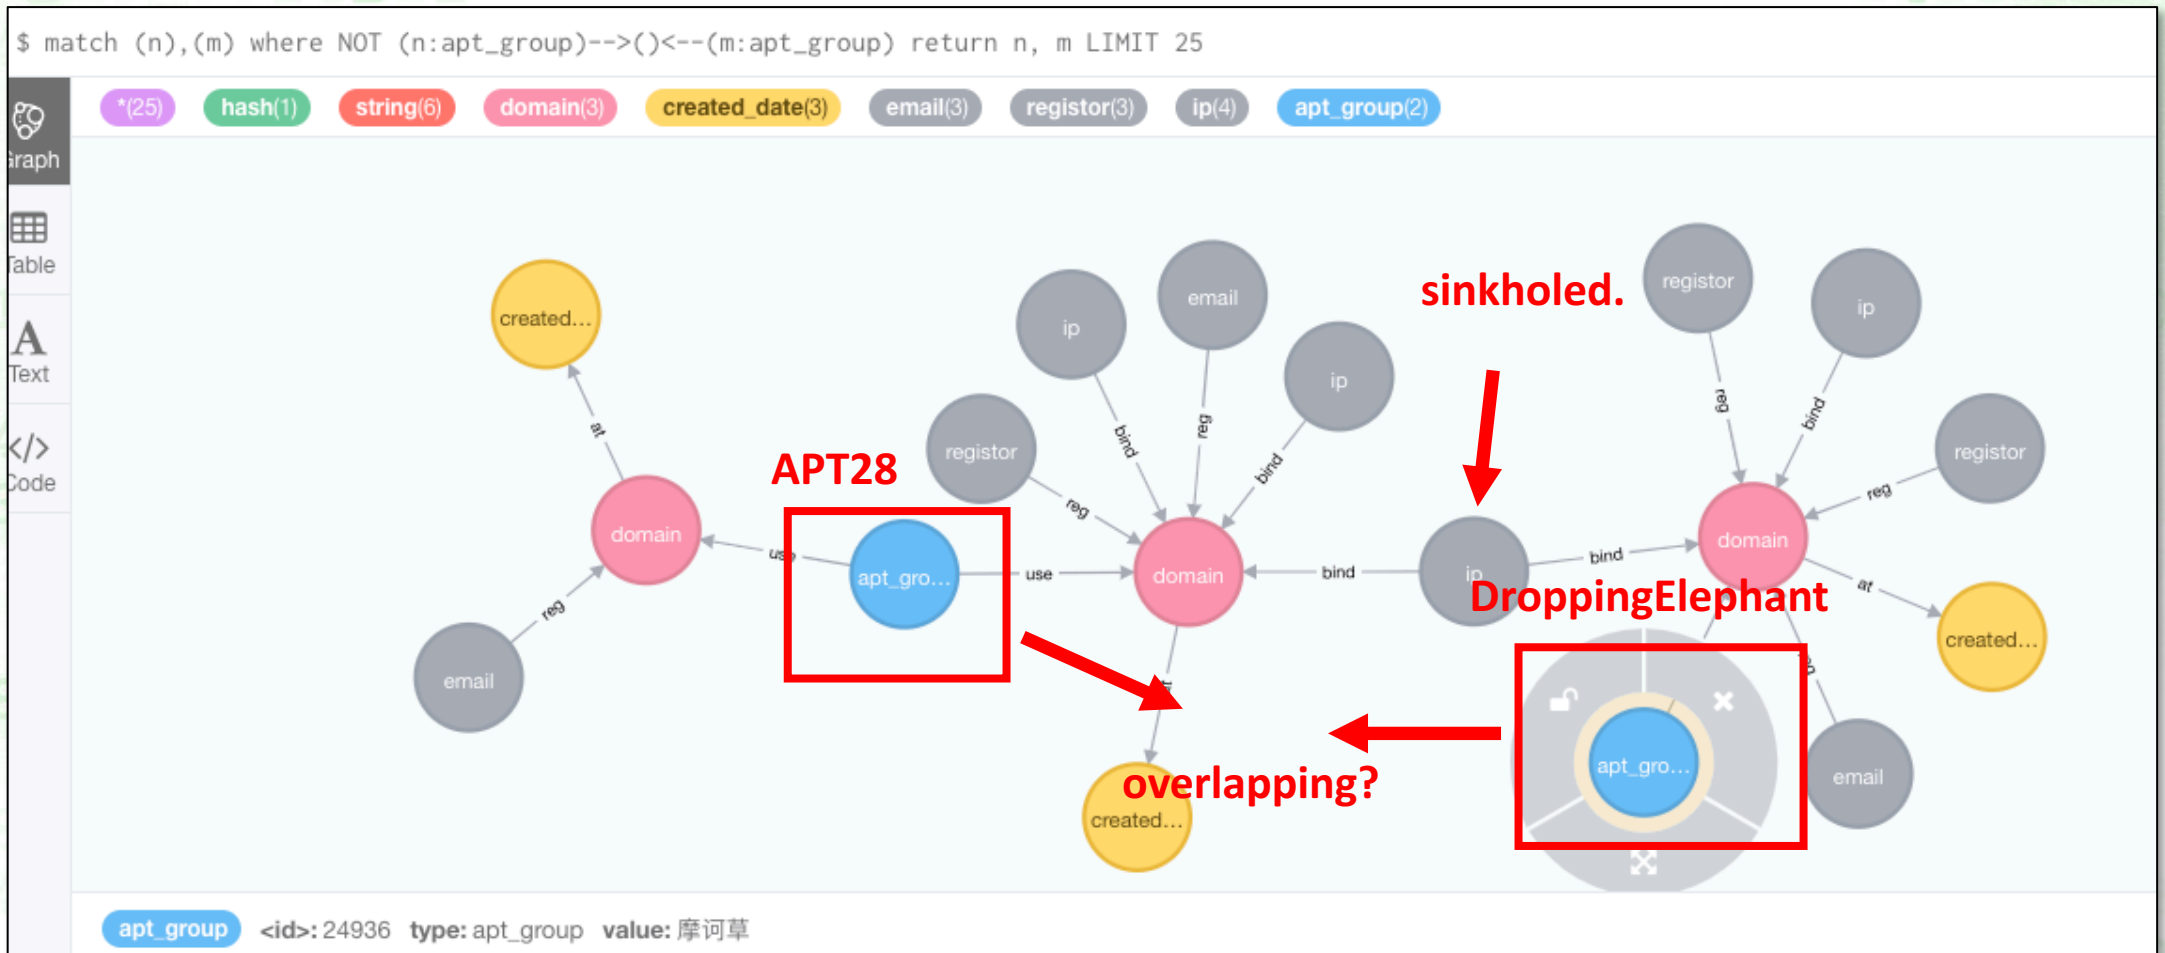 $ match (n),(m) where NOT (n:apt_group)-->()<--(m:apt_group) return n, m LIMIT 25
*(25) hash(1) string(6) domain(3) created_date(3) email(3) registor(3) ip(4) apt_group(2)
Graph
Table
A
Text
</>
Code
created...
at
domain
reg
email
use
APT28
apt_gro...
use
registor
reg
ip
bind
email
reg
ip
bind
domain
created...
bind
ip
sinkholed.
bind
registor
reg
ip
bind
registor
reg
domain
at
created...
DroppingElephant
apt_gro...
email
overlapping?
apt_group <id>: 24936 type: apt_group value: 摩诃草